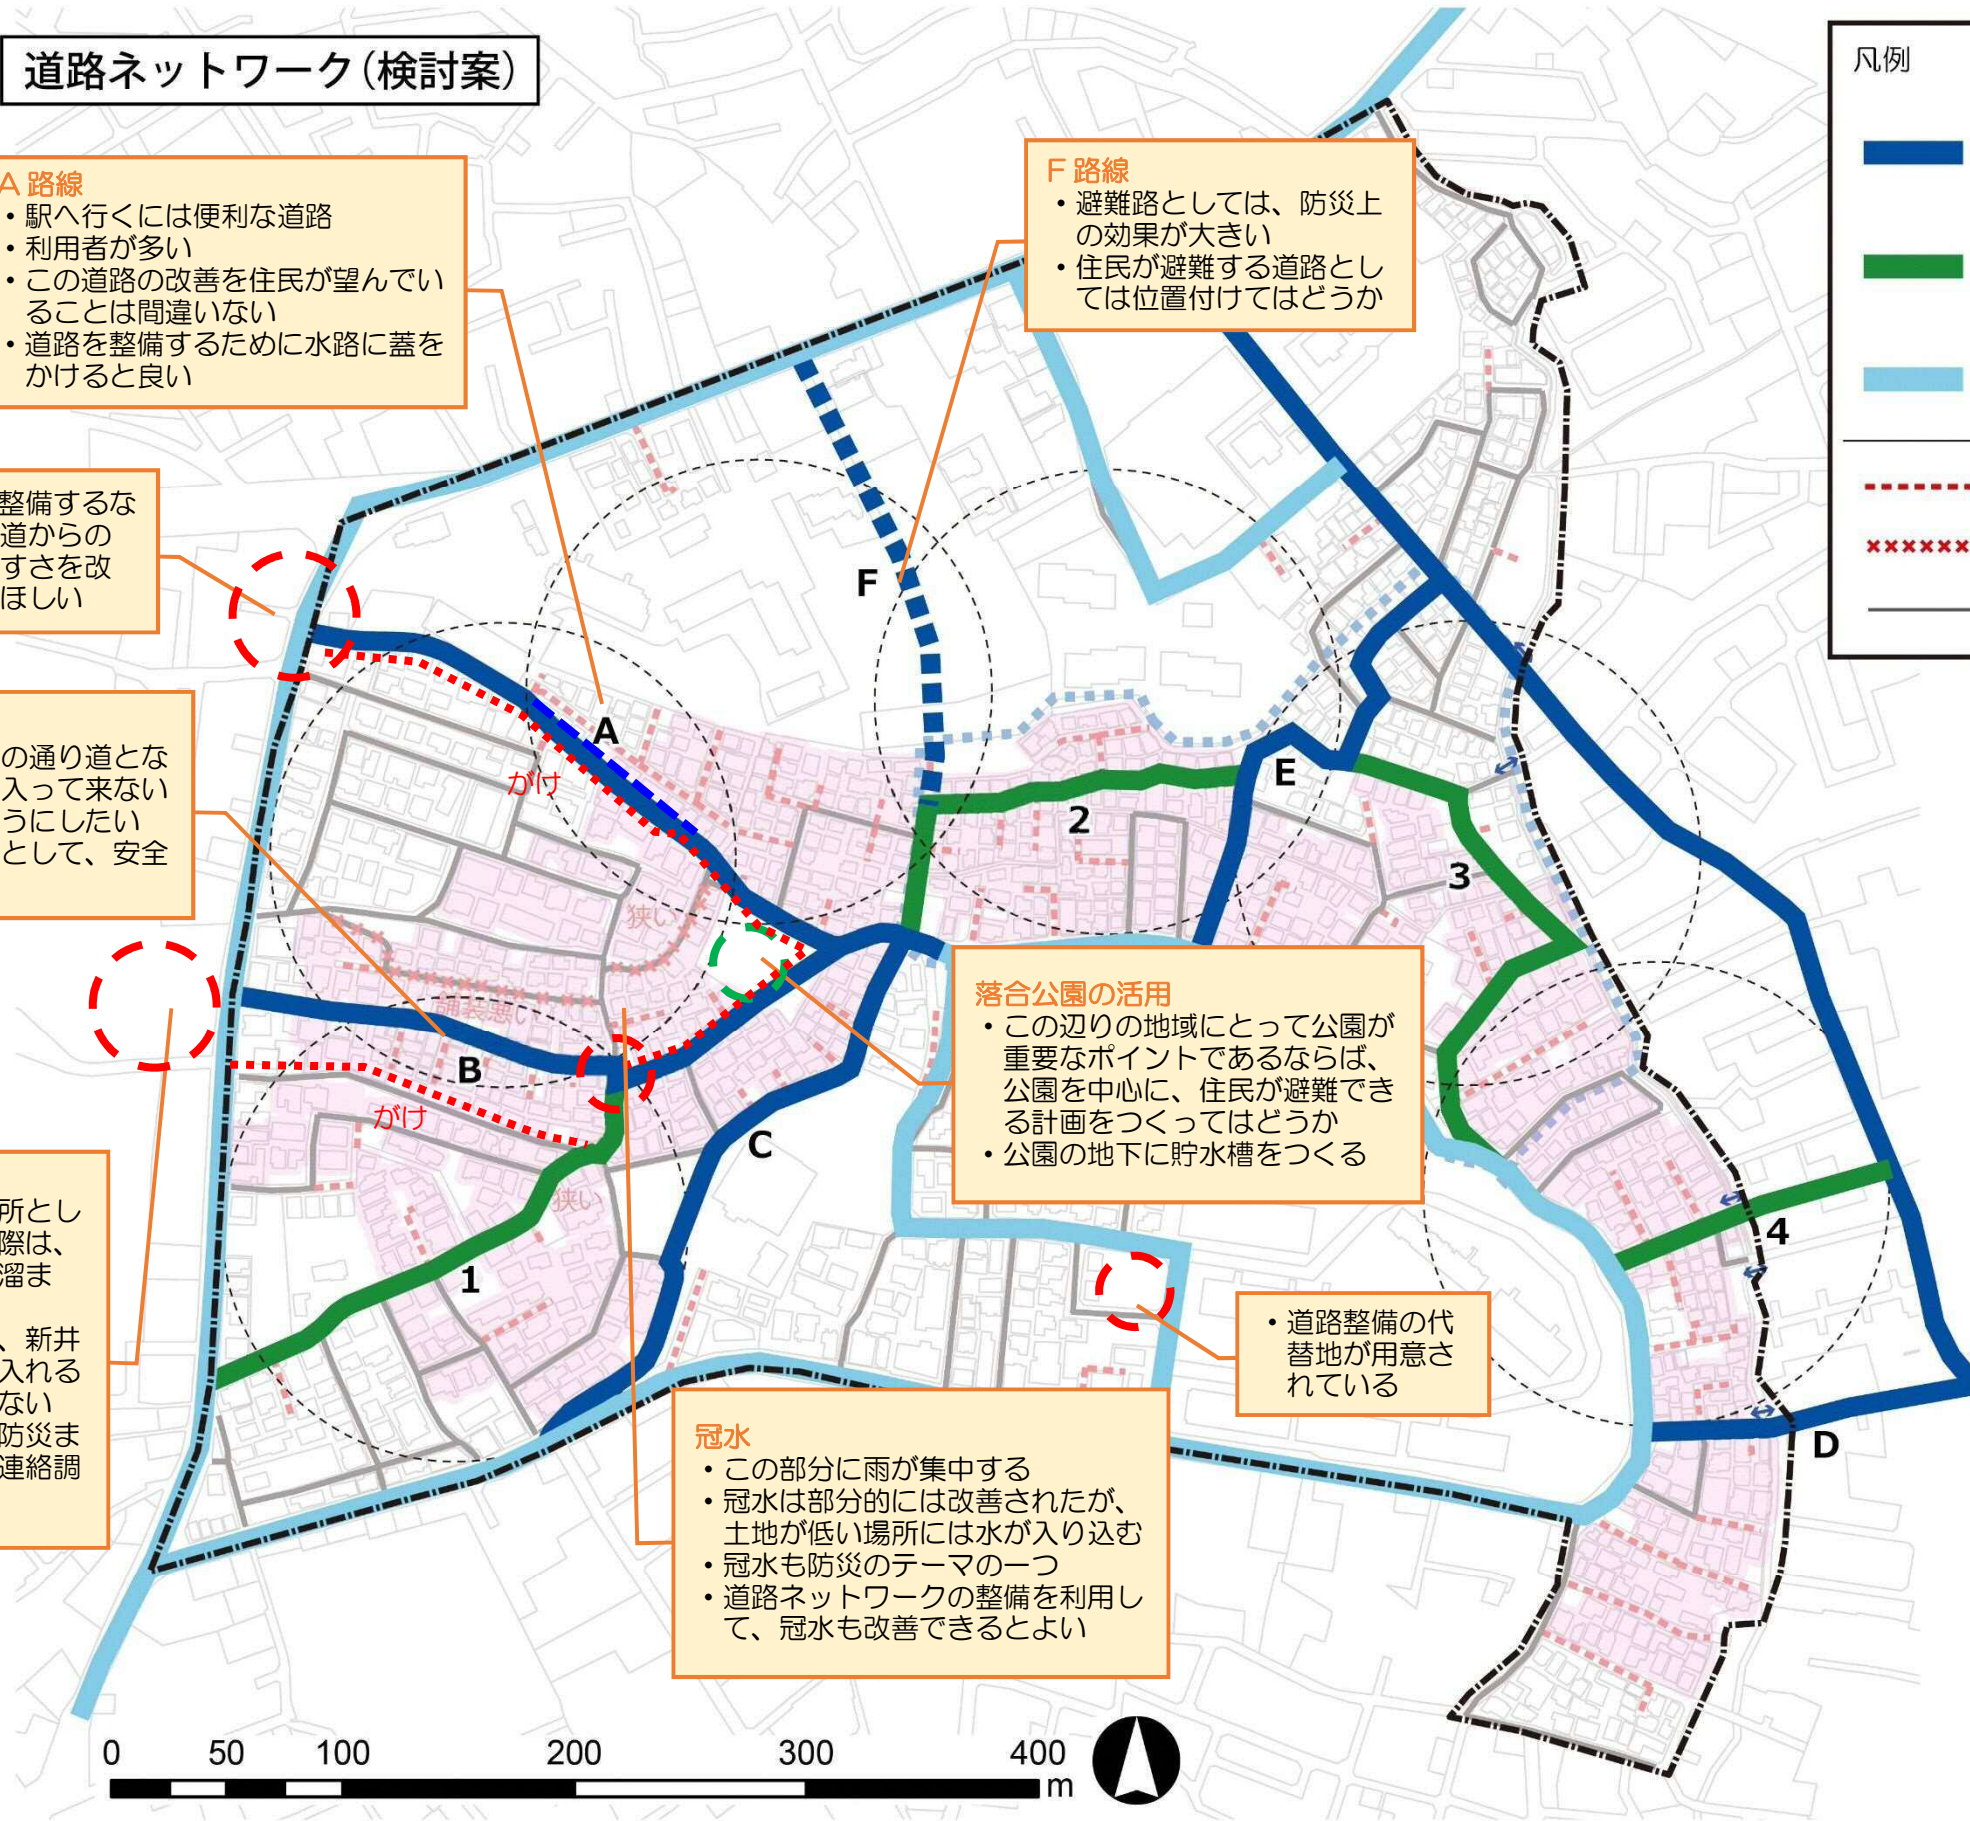 道路ネットワーク(検討案)
凡例
A 路線
・駅へ行くには便利な道路
・利用者が多い
・この道路の改善を住民が望んでい
ることは間違いない
・道路を整備するために水路に蓋を
かけると良い
F 路線
・避難路としては、防災上
の効果が大きい
・住民が避難する道路とし
ては位置付けてはどうか
整備するな
道からの
すさを改
ほしい
F
A
がけ
の通り道とな
入って来ない
うにしたい
として、安全
E
2
3
狭い
舗装悪い
B
がけ
C
落合公園の活用
・この辺りの地域にとって公園が
重要なポイントであるならば、
公園を中心に、住民が避難でき
る計画をつくってはどうか
・公園の地下に貯水槽をつくる
所とし
際は、
溜ま
、新井
入れる
ない
防災ま
連絡調
狭い
1
4
・道路整備の代
替地が用意さ
れている
D
冠水
・この部分に雨が集中する
・冠水は部分的には改善されたが、
土地が低い場所には水が入り込む
・冠水も防災のテーマの一つ
・道路ネットワークの整備を利用し
て、冠水も改善できるとよい
0 50 100 200 300 400
m